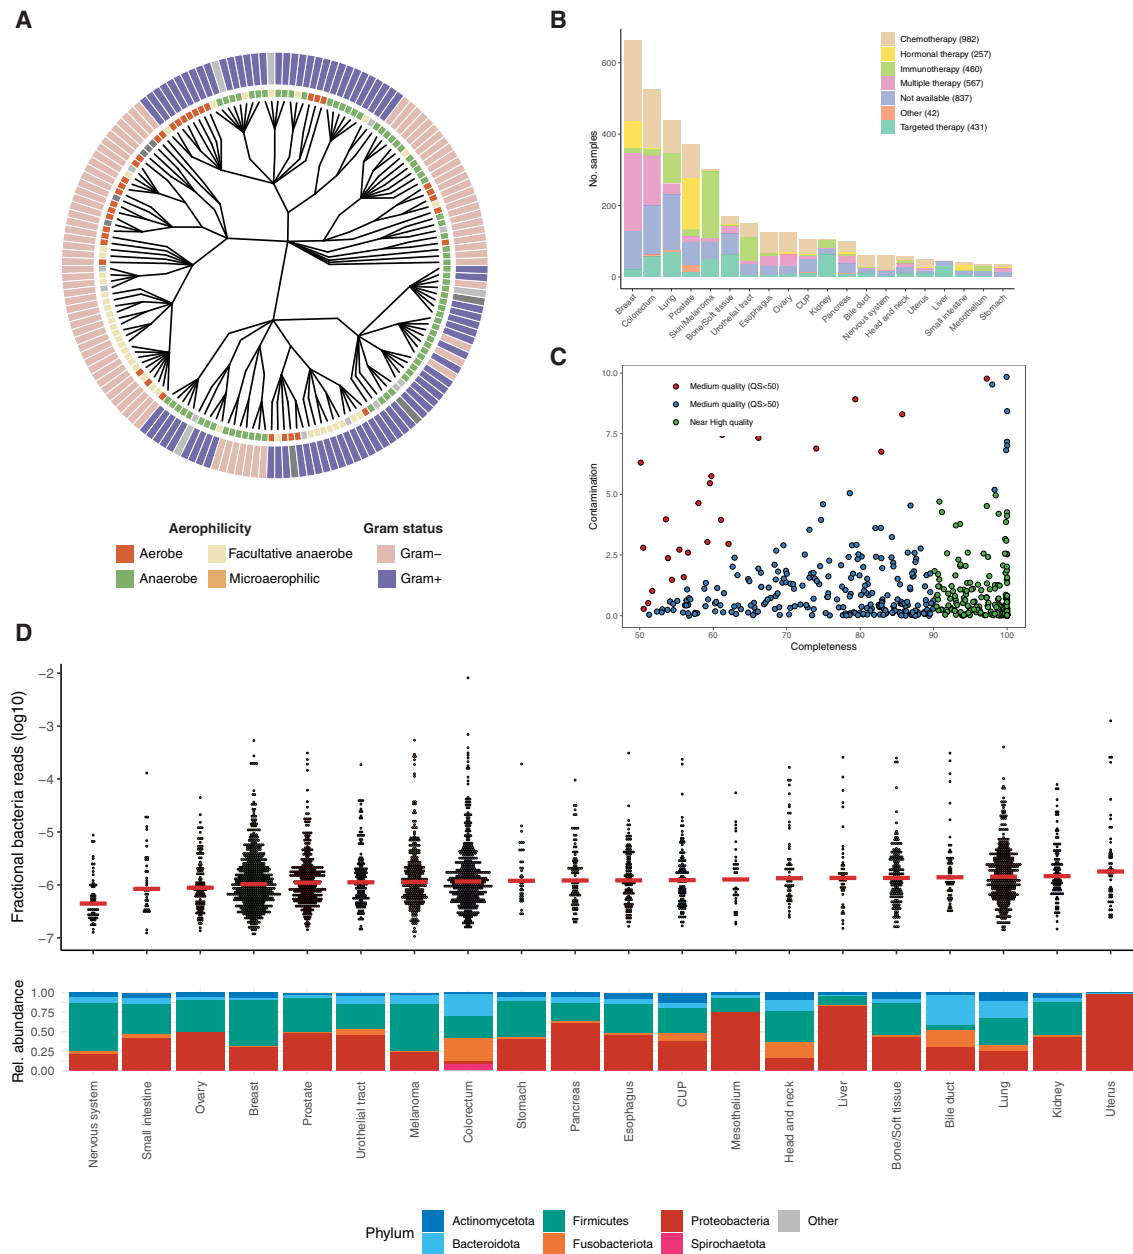 A
Aerophilicity
Aerobe
Facultative anaerobe
Anaerobe
Microaerophilic
Gram status
Gram−
Gram+
B
No. samples
600
400
200
0
Chemotherapy (982)
Hormonal therapy (257)
Immunotherapy (460)
Multiple therapy (567)
Not available (837)
Other (42)
Targeted therapy (431)
Breast
Colorectum
Lung
Prostate
Skin/Melanoma
Bone/Soft tissue
Urothelial tract
Esophagus
Ovary
CUP
Kidney
Pancreas
Bile duct
Nervous system
Head and neck
Uterus
Liver
Small intestine
Mesothelium
Stomach
C
Contamination
10.0
7.5
5.0
2.5
0.0
Medium quality (QS<50)
Medium quality (QS>50)
Near High quality
50
60
70
80
90
100
Completeness
D
Fractional bacteria reads (log10)
−2
−3
−4
−5
−6
−7
Rel. abundance
1.00
0.75
0.50
0.25
0.00
Nervous system
Small intestine
Ovary
Breast
Prostate
Urothelial tract
Melanoma
Colorectum
Stomach
Pancreas
Esophagus
CUP
Mesothelium
Head and neck
Liver
Bone/Soft tissue
Bile duct
Lung
Kidney
Uterus
Phylum
Actinomycetota
Firmicutes
Proteobacteria
Other
Bacteroidota
Fusobacteriota
Spirochaetota